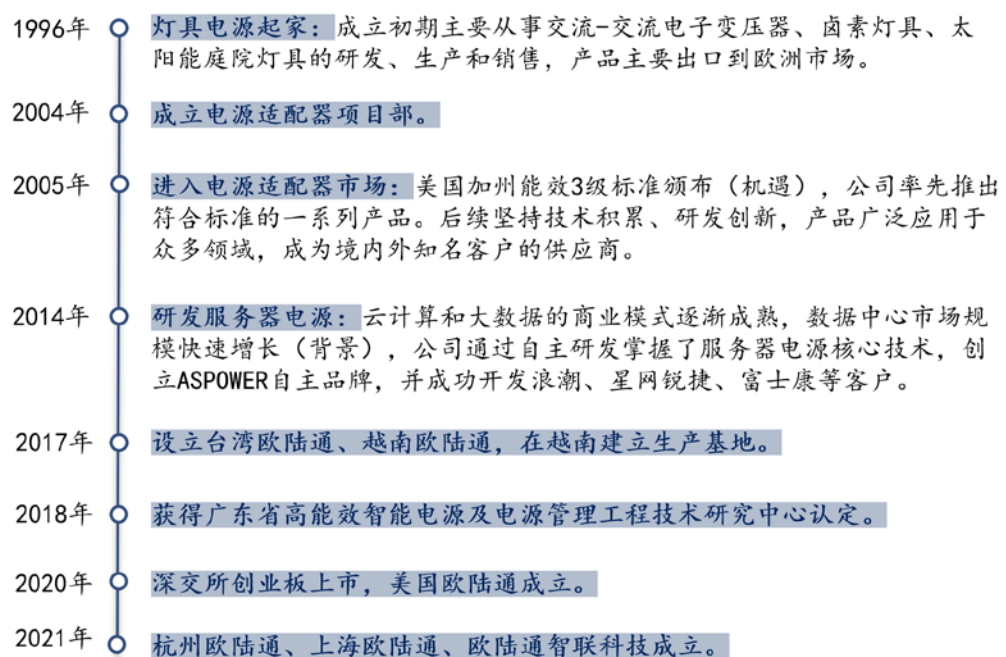 1996年 灯具电源起家：成立初期主要从事交流-交流电子变压器、卤素灯具、太
阳能庭院灯具的研发、生产和销售，产品主要出口到欧洲市场。
2004年 成立电源适配器项目部。
2005年 进入电源适配器市场：美国加州能效3级标准颁布（机遇），公司率先推出
符合标准的一系列产品。后续坚持技术积累、研发创新，产品广泛应用于
众多领域，成为境内外知名客户的供应商。
2014年 研发服务器电源：云计算和大数据的商业模式逐渐成熟，数据中心市场规
模快速增长（背景），公司通过自主研发掌握了服务器电源核心技术，创
立ASPOWER自主品牌，并成功开发浪潮、星网锐捷、富士康等客户。
2017年 设立台湾欧陆通、越南欧陆通，在越南建立生产基地。
2018年 获得广东省高能效智能电源及电源管理工程技术研究中心认定。
2020年 深交所创业板上市，美国欧陆通成立。
2021年 杭州欧陆通、上海欧陆通、欧陆通智联科技成立。